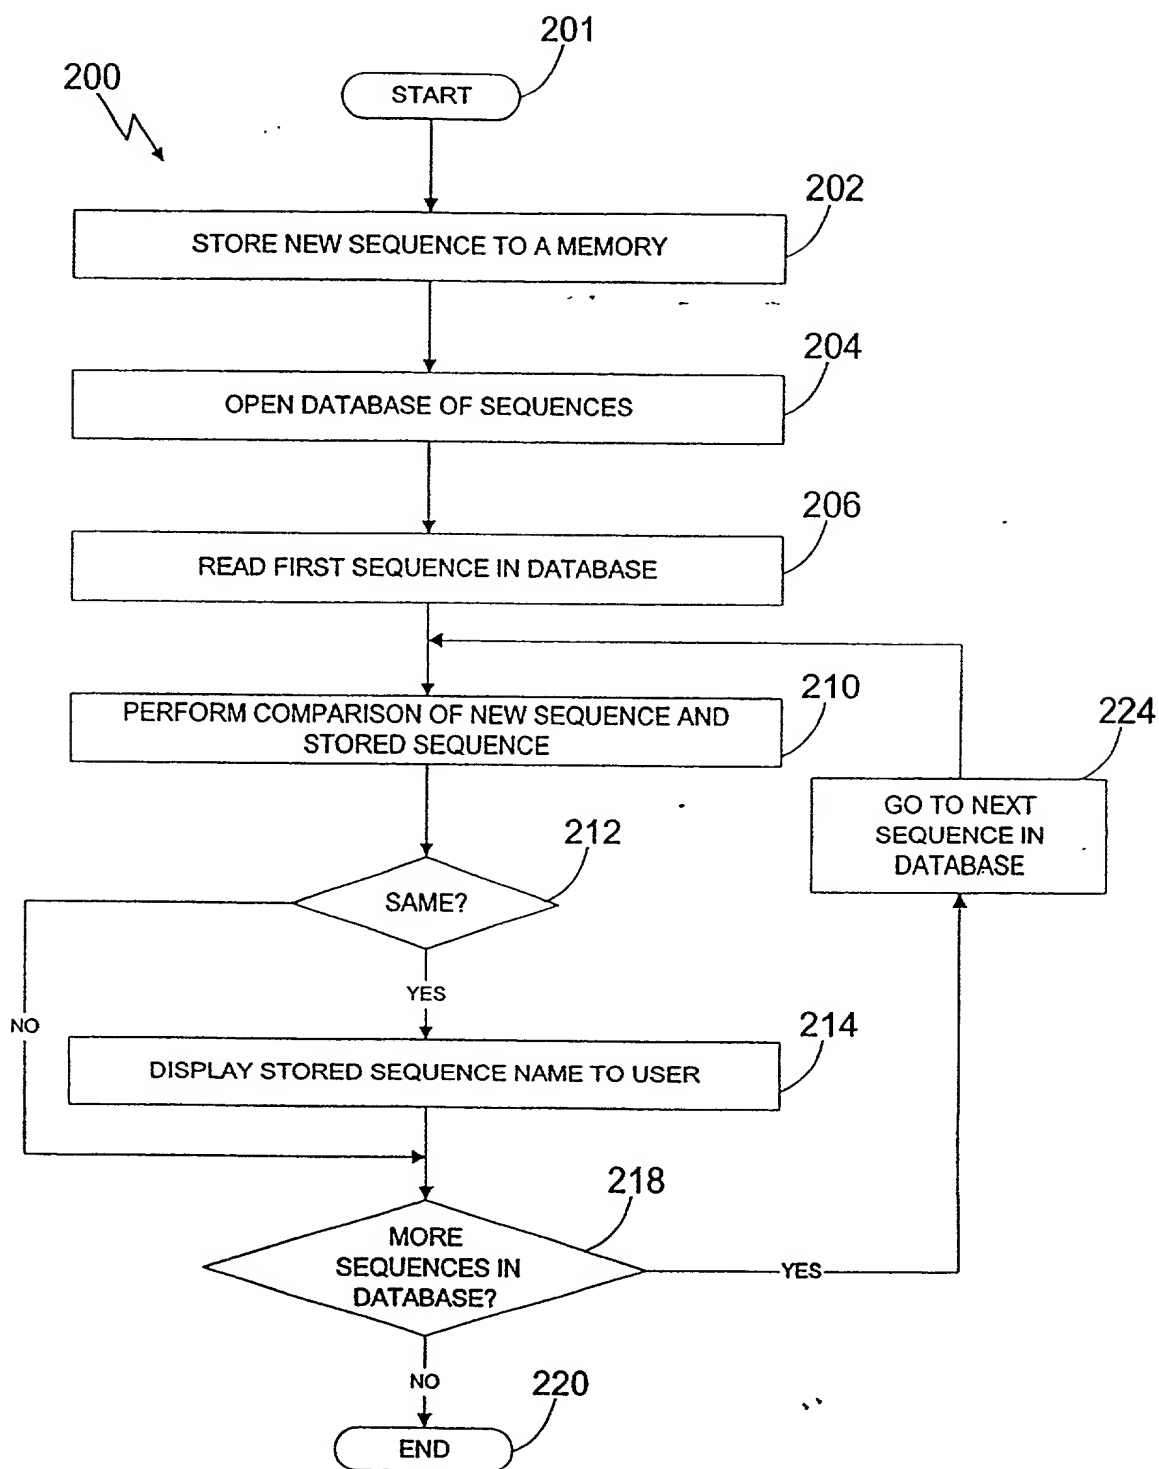 201
200
START
202
STORE NEW SEQUENCE TO A MEMORY
204
OPEN DATABASE OF SEQUENCES
206
READ FIRST SEQUENCE IN DATABASE
210
PERFORM COMPARISON OF NEW SEQUENCE AND
STORED SEQUENCE
224
GO TO NEXT
SEQUENCE IN
DATABASE
212
SAME?
YES
NO
214
DISPLAY STORED SEQUENCE NAME TO USER
218
MORE
SEQUENCES IN
DATABASE?
YES
NO
220
END